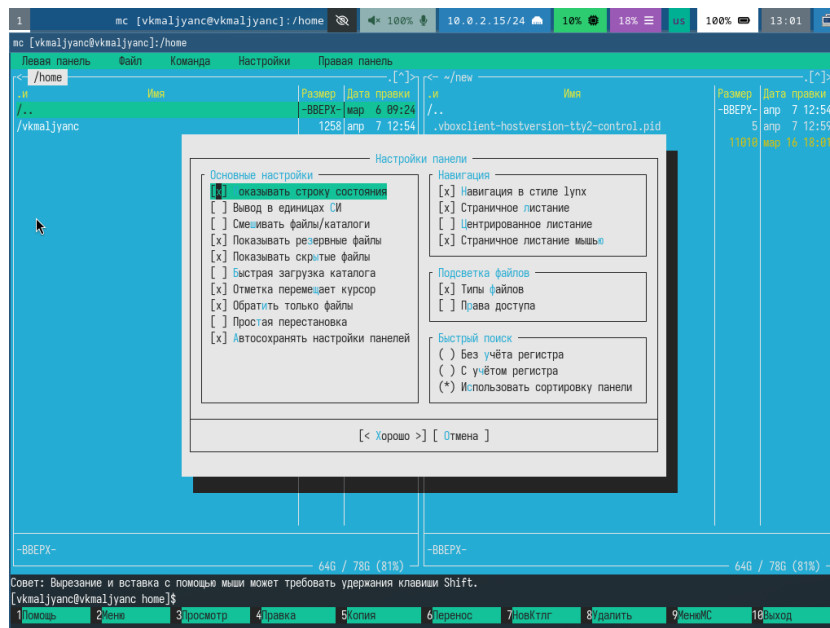 1 mc [vkmaljyanc@vkmaljyanc]:/home 100% 10.0.2.15/24 10% 18% us 100% 13:01
mc [vkmaljyanc@vkmaljyanc]:/home
Левая панель Файл Команда Настройки Правая панель
<─ /home .[^]> <─ ~/new .[^]>
.и Имя Размер Дата правки .и Имя Размер Дата правки
/.. -ВВЕРХ- мар 6 09:24 /.. -ВВЕРХ- апр 7 12:54
/vkmaljyanc 1258 апр 7 12:54 .vboxclient-hostversion-tty2-control.pid 5 апр 7 12:59
11010 мар 16 18:01
Настройки панели
Основные настройки Навигация
[x] оказывать строку состояния [x] Навигация в стиле lynx
[ ] Вывод в единицах СИ [x] Страничное листание
[ ] Смешивать файлы/каталоги [ ] Центрированное листание
[x] Показывать резервные файлы [x] Страничное листание мышью
[x] Показывать скрытые файлы
[ ] Быстрая загрузка каталога Подсветка файлов
[x] Отметка перемещает курсор [x] Типы файлов
[x] Обратить только файлы [ ] Права доступа
[ ] Простая перестановка
[x] Автосохранять настройки панелей Быстрый поиск
( ) Без учёта регистра
( ) С учётом регистра
(*) Использовать сортировку панели
[< Хорошо >] [ Отмена ]
-ВВЕРХ- -ВВЕРХ-
64G / 78G (81%) 64G / 78G (81%)
Совет: Вырезание и вставка с помощью мыши может требовать удержания клавиши Shift.
[vkmaljyanc@vkmaljyanc home]$
1Помощь 2Меню 3Просмотр 4Правка 5Копия 6Перенос 7НовКтлг 8Удалить 9МенюMC 10Выход